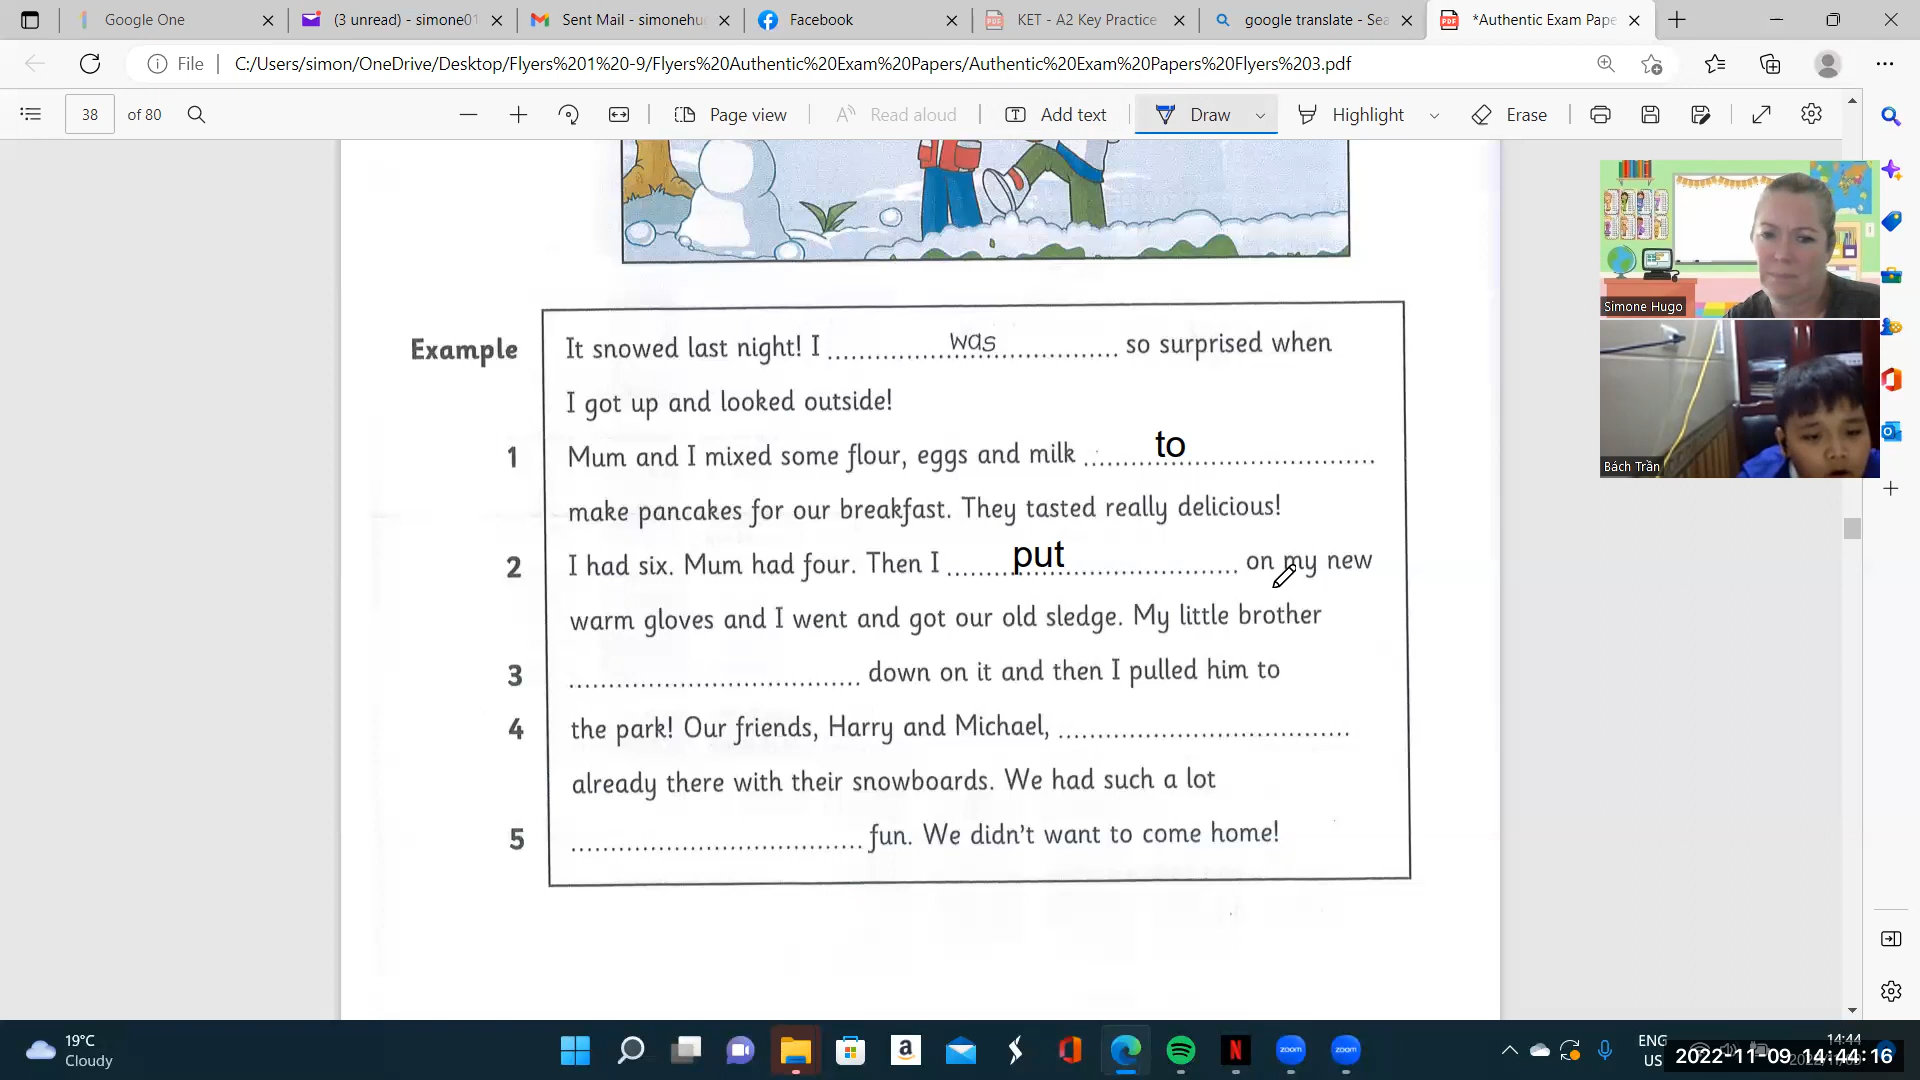 Google One
(3 unread) - simone01
Sent Mail - simonehu
Facebook
KET - A2 Key Practice
google translate - Sea
*Authentic Exam Pape
File
C:/Users/simon/OneDrive/Desktop/Flyers%201%20-9/Flyers%20Authentic%20Exam%20Papers/Authentic%20Exam%20Papers%20Flyers%203.pdf
38 of 80
Page view
Read aloud
Add text
Draw
Highlight
Erase
Simone Hugo
Bách Trần
Example It snowed last night! I was so surprised when
I got up and looked outside!
1 Mum and I mixed some flour, eggs and milk to
make pancakes for our breakfast. They tasted really delicious!
2 I had six. Mum had four. Then I put on my new
warm gloves and I went and got our old sledge. My little brother
3 .................................... down on it and then I pulled him to
4 the park! Our friends, Harry and Michael, ....................................
already there with their snowboards. We had such a lot
5 .................................... fun. We didn't want to come home!
19°C
Cloudy
zoom
zoom
ENG
US
14:44
2022-11-09 14:44:16